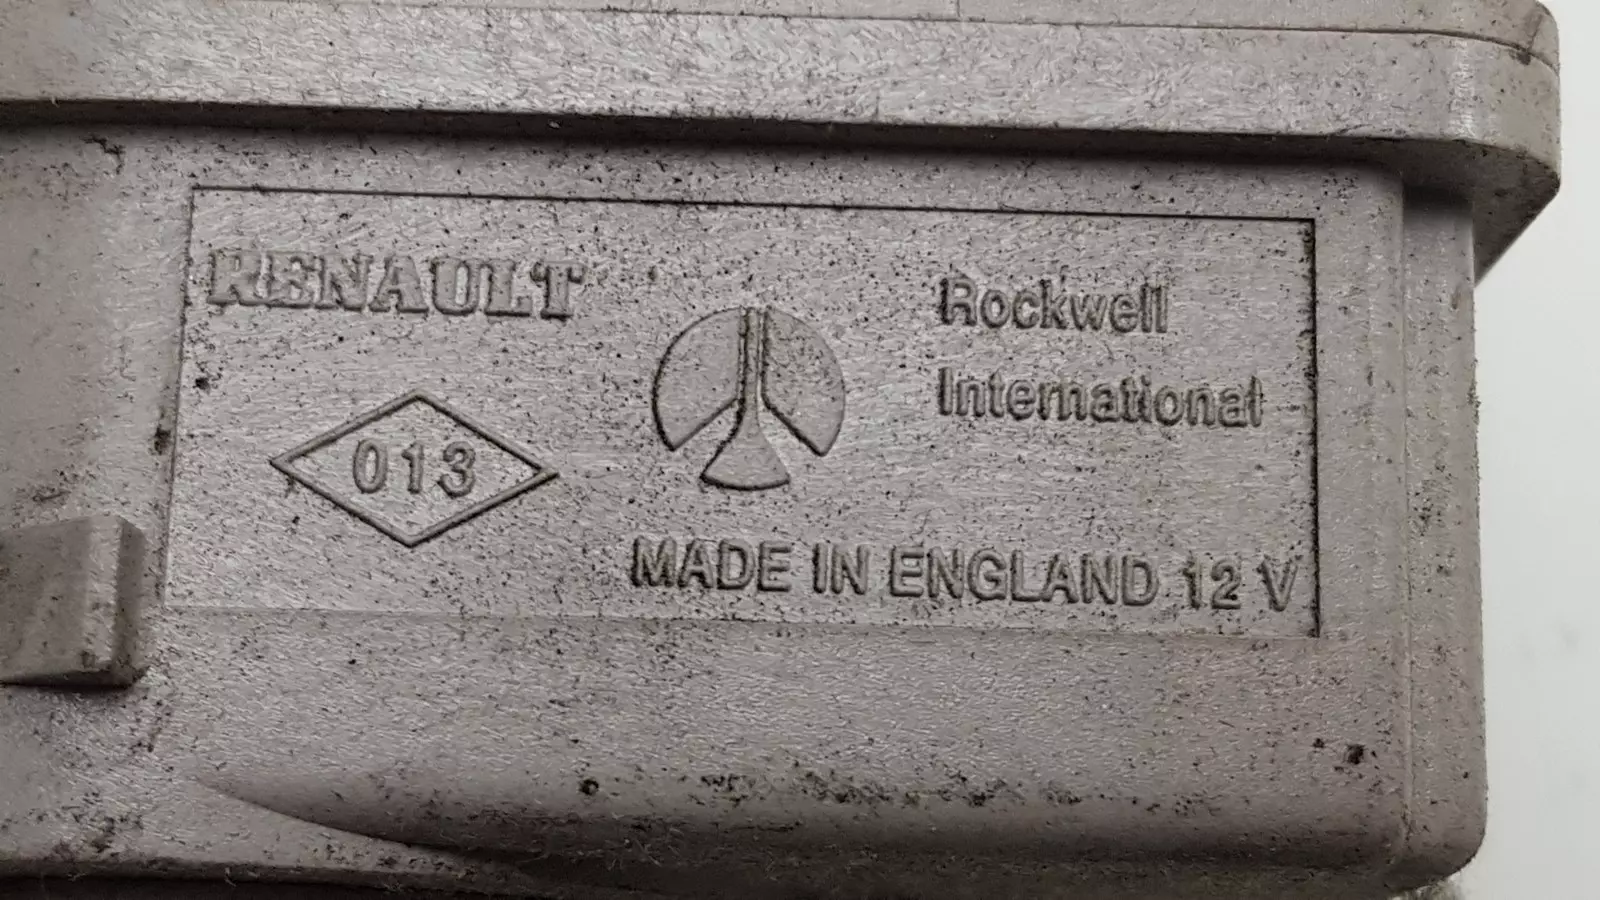 RENAULT
Rockwell
International
013
MADE IN ENGLAND 12 V